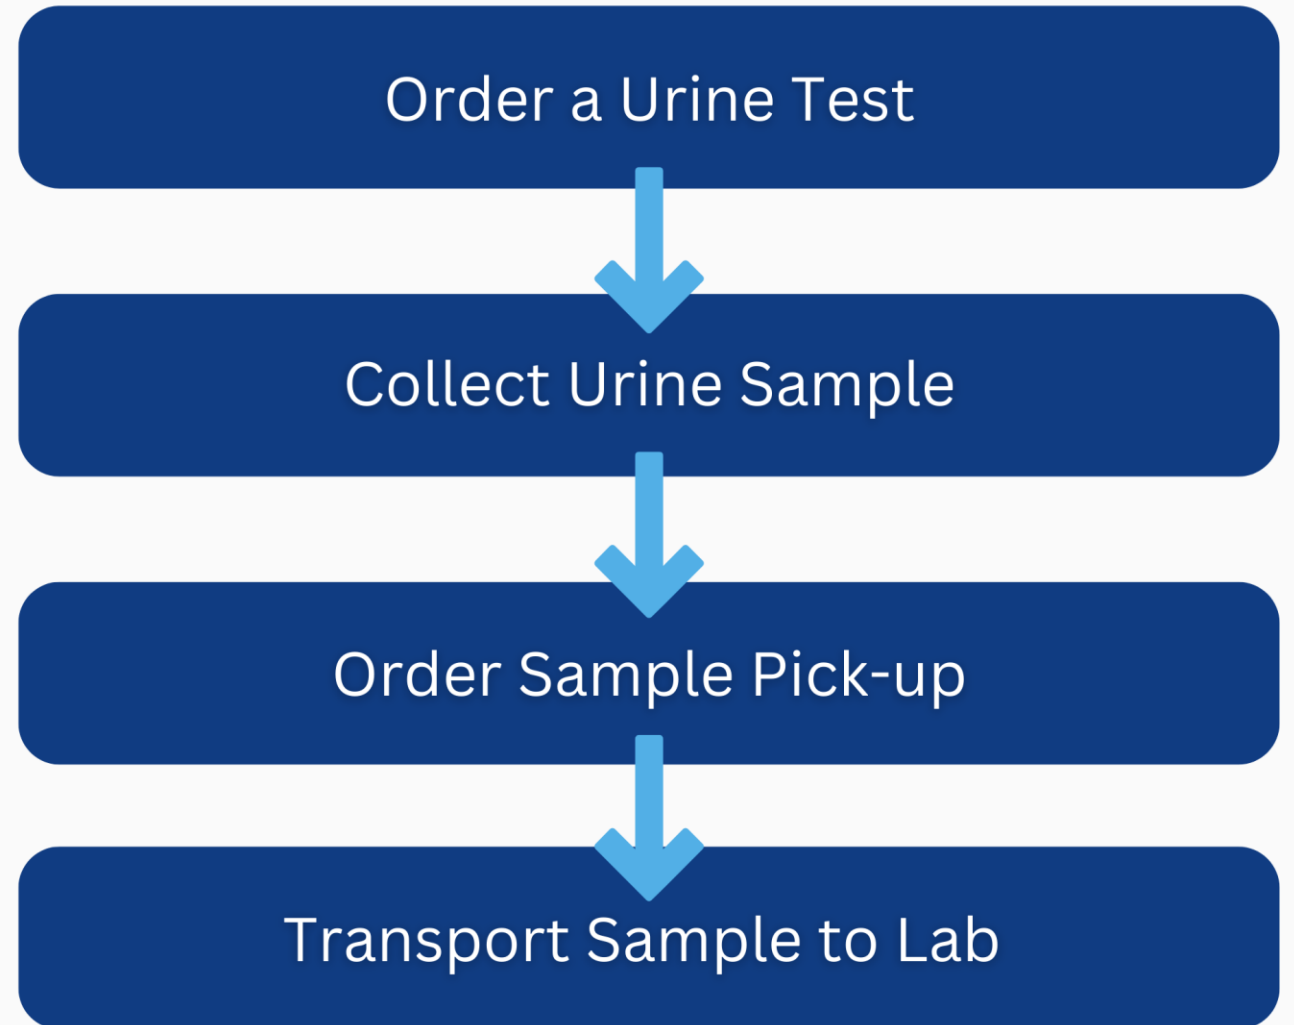 Order a Urine Test
Collect Urine Sample
Order Sample Pick-up
Transport Sample to Lab